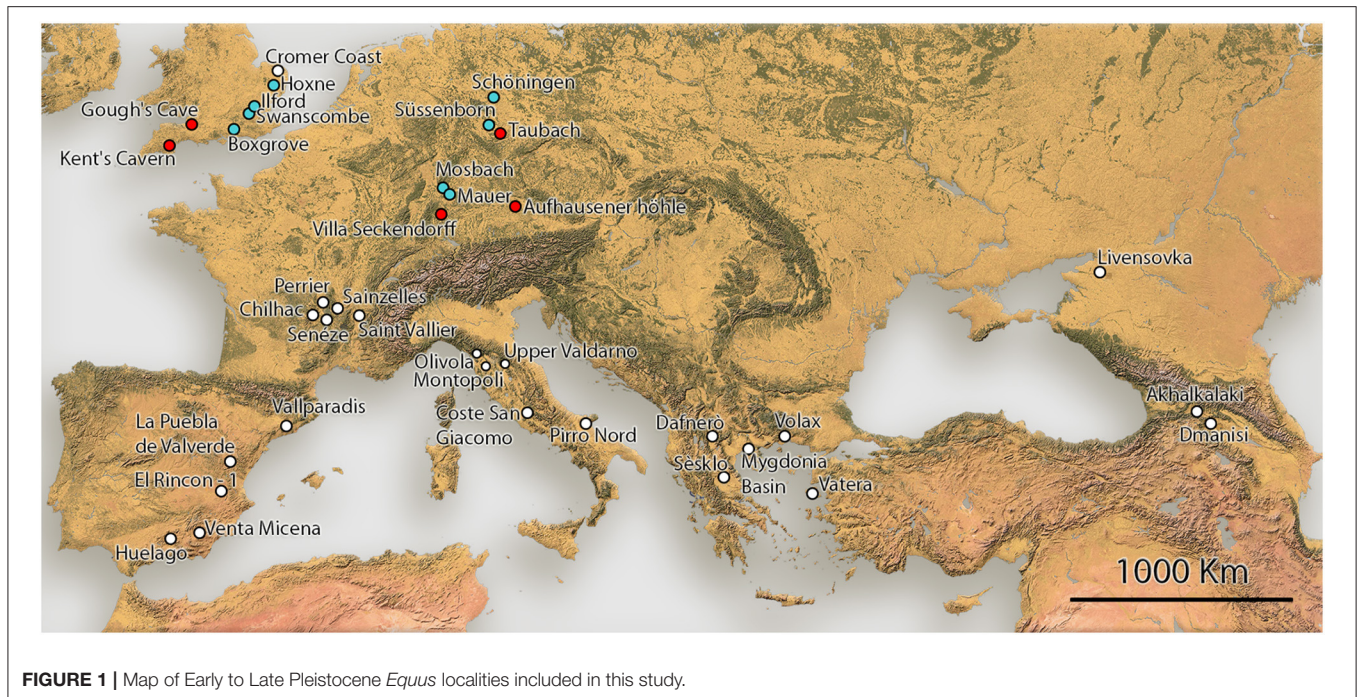 Cromer Coast
Hoxne
Ilford
Swanscombe
Gough's Cave
Kent's Cavern
Boxgrove
Schöningen
Süssenborn
Taubach
Mosbach
Mauer
Aufhausener höhle
Villa Seckendorff
Livensovka
Perrier
Sainzelles
Chilhac
Senéze
Saint Vallier
Olivola
Upper Valdarno
Montopoli
Vallparadis
La Puebla
de Valverde
El Rincon - 1
Venta Micena
Huelago
Coste San
Giacomo
Pirro Nord
Dafnerò
Volax
Sèsklo
Mygdonia
Basin
Vatera
Akhalkalaki
Dmanisi
1000 Km
FIGURE 1 | Map of Early to Late Pleistocene Equus localities included in this study.